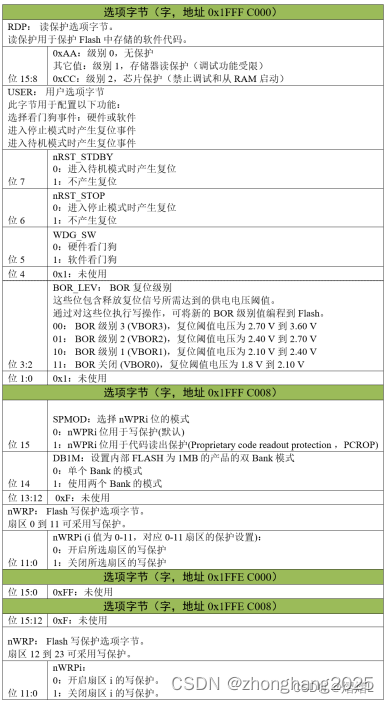 选项字节（字，地址 0x1FFF C000）
RDP： 读保护选项字节。
读保护用于保护 Flash 中存储的软件代码。
位 15:8
0xAA：级别 0，无保护
其它值：级别 1，存储器读保护（调试功能受限）
0xCC：级别 2，芯片保护（禁止调试和从 RAM 启动）
USER： 用户选项字节
此字节用于配置以下功能：
选择看门狗事件：硬件或软件
进入停止模式时产生复位事件
进入待机模式时产生复位事件
位 7
nRST_STDBY
0：进入待机模式时产生复位
1：不产生复位
位 6
nRST_STOP
0：进入停止模式时产生复位
1：不产生复位
位 5
WDG_SW
0：硬件看门狗
1：软件看门狗
位 4
0x1：未使用
位 3:2
BOR_LEV： BOR 复位级别
这些位包含释放复位信号所需达到的供电电压阈值。
通过对这些位执行写操作，可将新的 BOR 级别值编程到 Flash。
00： BOR 级别 3 (VBOR3)，复位阈值电压为 2.70 V 到 3.60 V
01： BOR 级别 2 (VBOR2)，复位阈值电压为 2.40 V 到 2.70 V
10： BOR 级别 1 (VBOR1)，复位阈值电压为 2.10 V 到 2.40 V
11： BOR 关闭 (VBOR0)，复位阈值电压为 1.8 V 到 2.10 V
位 1:0
0x1：未使用
选项字节（字，地址 0x1FFF C008）
位 15
SPMOD：选择 nWPRi 位的模式
0：nWPRi 位用于写保护(默认)
1：nWPRi 位用于代码读出保护(Proprietary code readout protection ，PCROP)
位 14
DB1M：设置内部 FLASH 为 1MB 的产品的双 Bank 模式
0：单个 Bank 的模式
1：使用两个 Bank 的模式
位 13:12
0xF：未使用
nWRP： Flash 写保护选项字节。
扇区 0 到 11 可采用写保护。
位 11:0
nWRPi (i 值为 0-11，对应 0-11 扇区的保护设置)：
0：开启所选扇区的写保护
1：关闭所选扇区的写保护
选项字节（字，地址 0x1FFE C000）
位 15:0
0xFF：未使用
选项字节（字，地址 0x1FFE C008）
位 15:12
0xF：未使用
nWRP： Flash 写保护选项字节。
扇区 12 到 23 可采用写保护。
位 11:0
nWRPi：
0：开启扇区 i 的写保护。
1：关闭扇区 i 的写保护。
CSDN @zhonghang2025